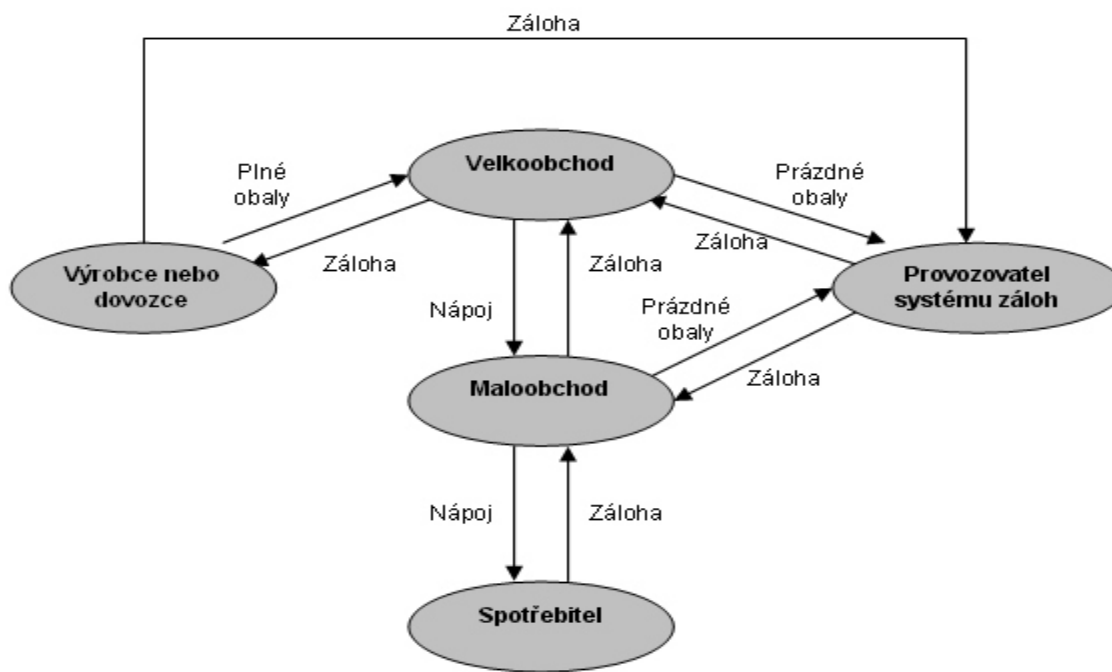 Záloha
Velkoobchod
Plné
obaly
Prázdné
obaly
Záloha
Záloha
Záloha
Výrobce nebo
dovozce
Provozovatel
systému záloh
Nápoj
Prázdné
obaly
Záloha
Maloobchod
Nápoj
Záloha
Spotřebitel